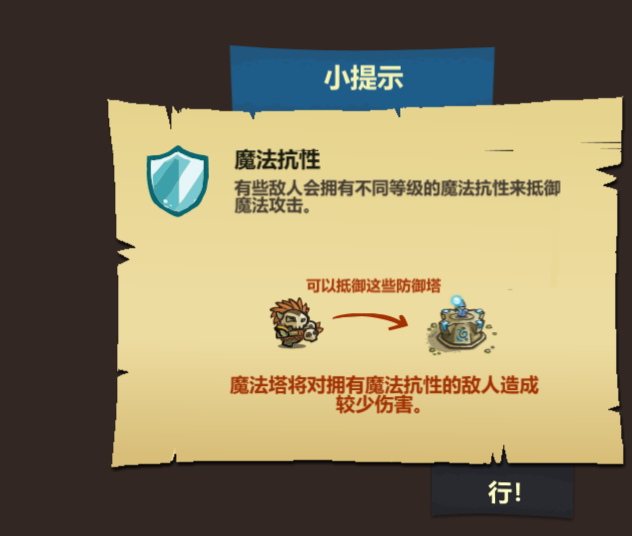 小提示
魔法抗性
有些敌人会拥有不同等级的魔法抗性来抵御
魔法攻击。
可以抵御这些防御塔
魔法塔将对拥有魔法抗性的敌人造成
较少伤害。
行!